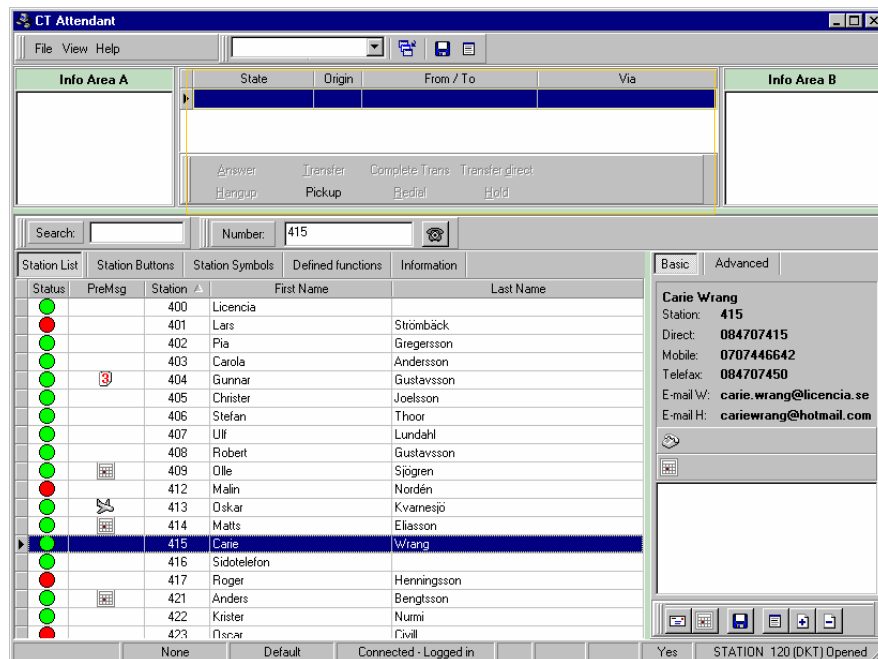 CT Attendant
File View Help
Info Area A
State Origin From / To Via
Info Area B
Answer Transfer Complete Trans Transfer direct
Hangup Pickup Redial Hold
Search: Number: 415
Station List Station Buttons Station Symbols Defined functions Information
Basic Advanced
Status PreMsg Station First Name Last Name
400 Licencia
401 Lars Strömbäck
402 Pia Gregersson
403 Carola Andersson
3 404 Gunnar Gustavsson
405 Christer Joelsson
406 Stefan Thoor
407 Ulf Lundahl
408 Robert Gustavsson
409 Olle Sjögren
412 Malin Nordén
413 Oskar Kvarnesjö
414 Matts Eliasson
415 Carie Wrang
416 Sidotelefon
417 Roger Henningsson
421 Anders Bengtsson
422 Krister Nurmi
423 Oscar Civill
Carie Wrang
Station: 415
Direct: 084707415
Mobile: 0707446642
Telefax: 084707450
E-mail W: carie.wrang@licencia.se
E-mail H: cariewrang@hotmail.com
None Default Connected - Logged in Yes STATION 120 (DKT) Opened